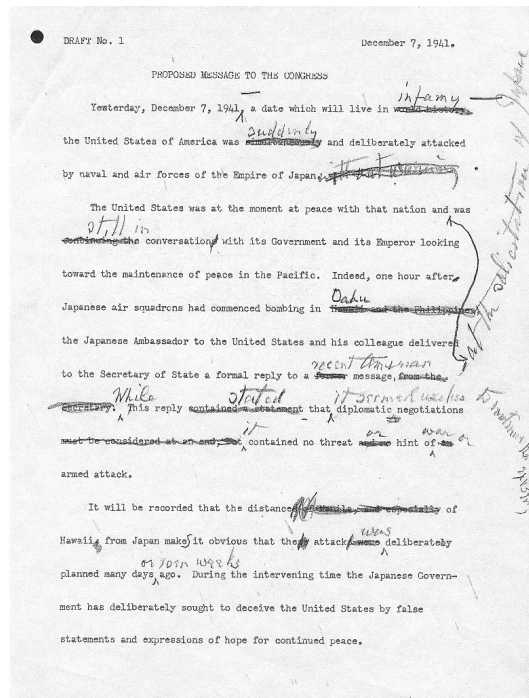 DRAFT No. 1 December 7, 1941.
PROPOSED MESSAGE TO THE CONGRESS
infamy
Yesterday, December 7, 1941, a date which will live in world history
suddenly
the United States of America was simultaneously and deliberately attacked
by naval and air forces of the Empire of Japan without warning
The United States was at the moment at peace with that nation and was
still in
continuing the conversations with its Government and its Emperor looking
toward the maintenance of peace in the Pacific. Indeed, one hour after
Oahu
Japanese air squadrons had commenced bombing in Hawaii and the Philippines
the Japanese Ambassador to the United States and his colleague delivered
recent American
to the Secretary of State a formal reply to a former message, from the
While stated it seemed useless
secretary. This reply contained a statement that diplomatic negotiations
it or war or
must be considered at an end, but contained no threat and no hint of an
armed attack.
It will be recorded that the distance Manila, and especially of
was
Hawaii, from Japan makes it obvious that the attack were deliberately
or even weeks
planned many days ago. During the intervening time the Japanese Govern-
ment has deliberately sought to deceive the United States by false
statements and expressions of hope for continued peace.
at the solicitation of Japan